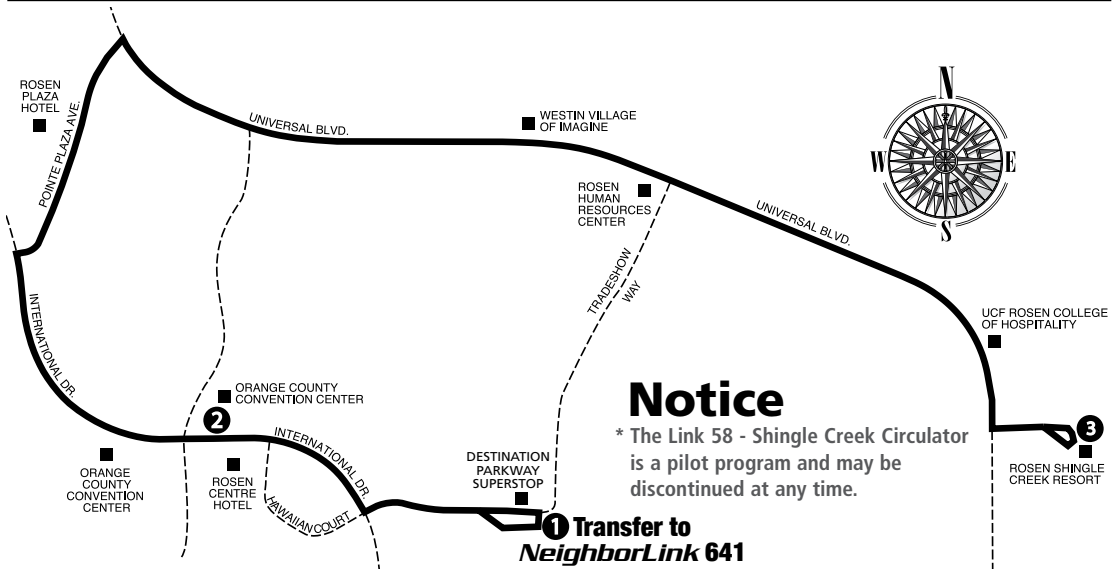 ROSEN
PLAZA
HOTEL
POINTE PLAZA AVE.
UNIVERSAL BLVD.
WESTIN VILLAGE
OF IMAGINE
N
W
E
S
ROSEN
HUMAN
RESOURCES
CENTER
UNIVERSAL BLVD.
TRADESHOW
WAY
INTERNATIONAL DR.
UCF ROSEN COLLEGE
OF HOSPITALITY
ORANGE COUNTY
CONVENTION CENTER
2
INTERNATIONAL DR.
ORANGE
COUNTY
CONVENTION
CENTER
ROSEN
CENTRE
HOTEL
HAWAIIAN COURT
DESTINATION
PARKWAY
SUPERSTOP
Notice
* The Link 58 - Shingle Creek Circulator
is a pilot program and may be
discontinued at any time.
3
ROSEN SHINGLE
CREEK RESORT
1 Transfer to
NeighborLink 641